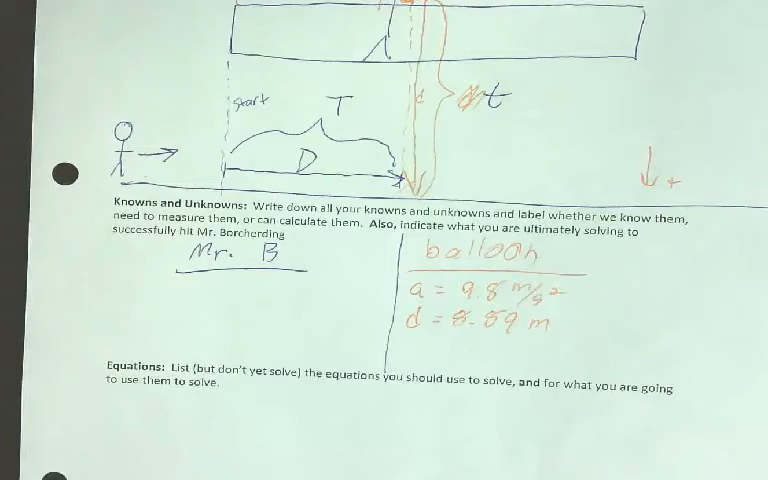 start
T
d
t
D
+
Knowns and Unknowns: Write down all your knowns and unknowns and label whether we know them,
need to measure them, or can calculate them. Also, indicate what you are ultimately solving to
successfully hit Mr. Borcherding
Mr. B
balloon
a = 9.8 m/s²
d = 8.89 m
Equations: List (but don't yet solve) the equations you should use to solve, and for what you are going
to use them to solve.